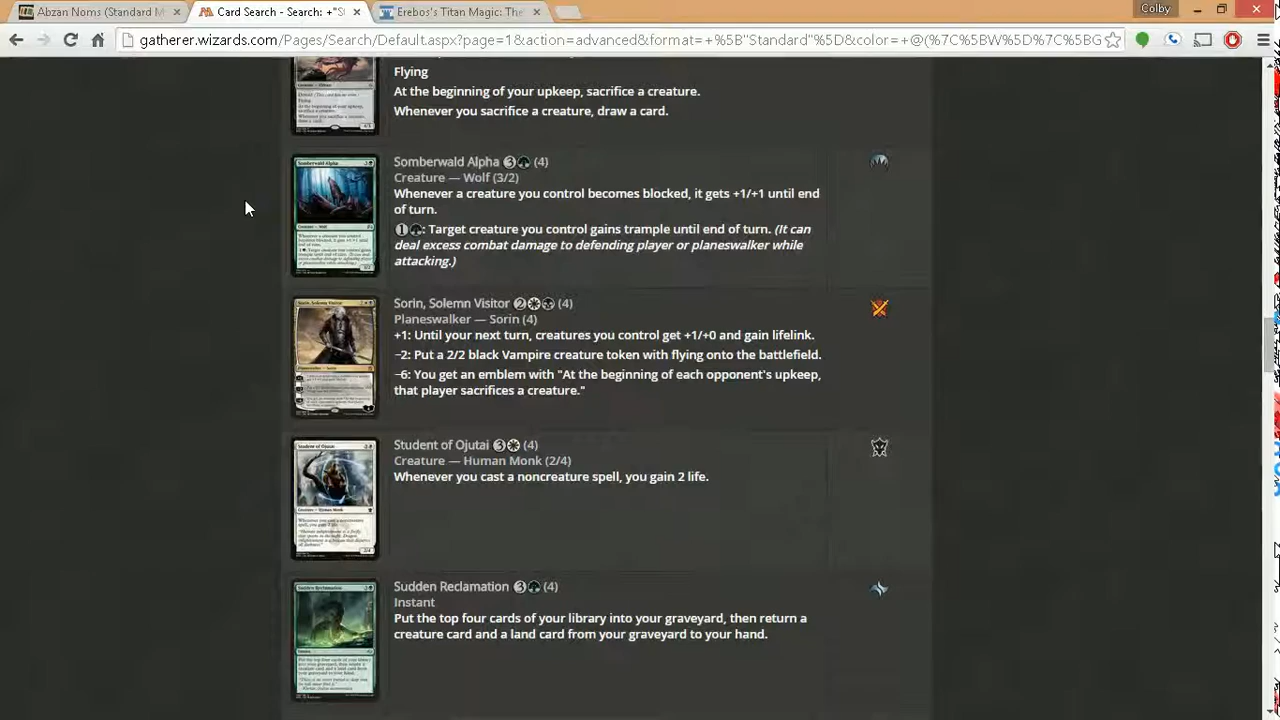 Abzan Noms (Standard M
Card Search - Search: +"S
Erebos's Titan (Magic: Th
Colby
gatherer.wizards.com/Pages/Search/Default.aspx?page=1&action=advanced&format=+%5B"Standard"%5D&color=+@(%7C%5BW%5D%7C%5BG
Flying
At the beginning of your upkeep, sacrifice a creature.
Whenever you sacrifice a creature, draw a card.
Somberwald Alpha 3 (4)
Creature — Wolf (3/2)
Whenever a creature you control becomes blocked, it gets +1/+1 until end
of turn.
Target creature you control gains trample until end of turn. (It can
deal excess combat damage to defending player or planeswalker while
attacking.)
Sorin, Solemn Visitor 2 (4)
Planeswalker — Sorin (4)
+1: Until your next turn, creatures you control get +1/+0 and gain lifelink.
−2: Put a 2/2 black Vampire creature token with flying onto the battlefield.
−6: You get an emblem with "At the beginning of each opponent's upkeep,
that player sacrifices a creature."
Student of Ojutai 3 (4)
Creature — Human Monk (2/4)
Whenever you cast a noncreature spell, you gain 2 life.
Sudden Reclamation 3 (4)
Instant
Put the top four cards of your library into your graveyard, then return a
creature card and a land card from your graveyard to your hand.